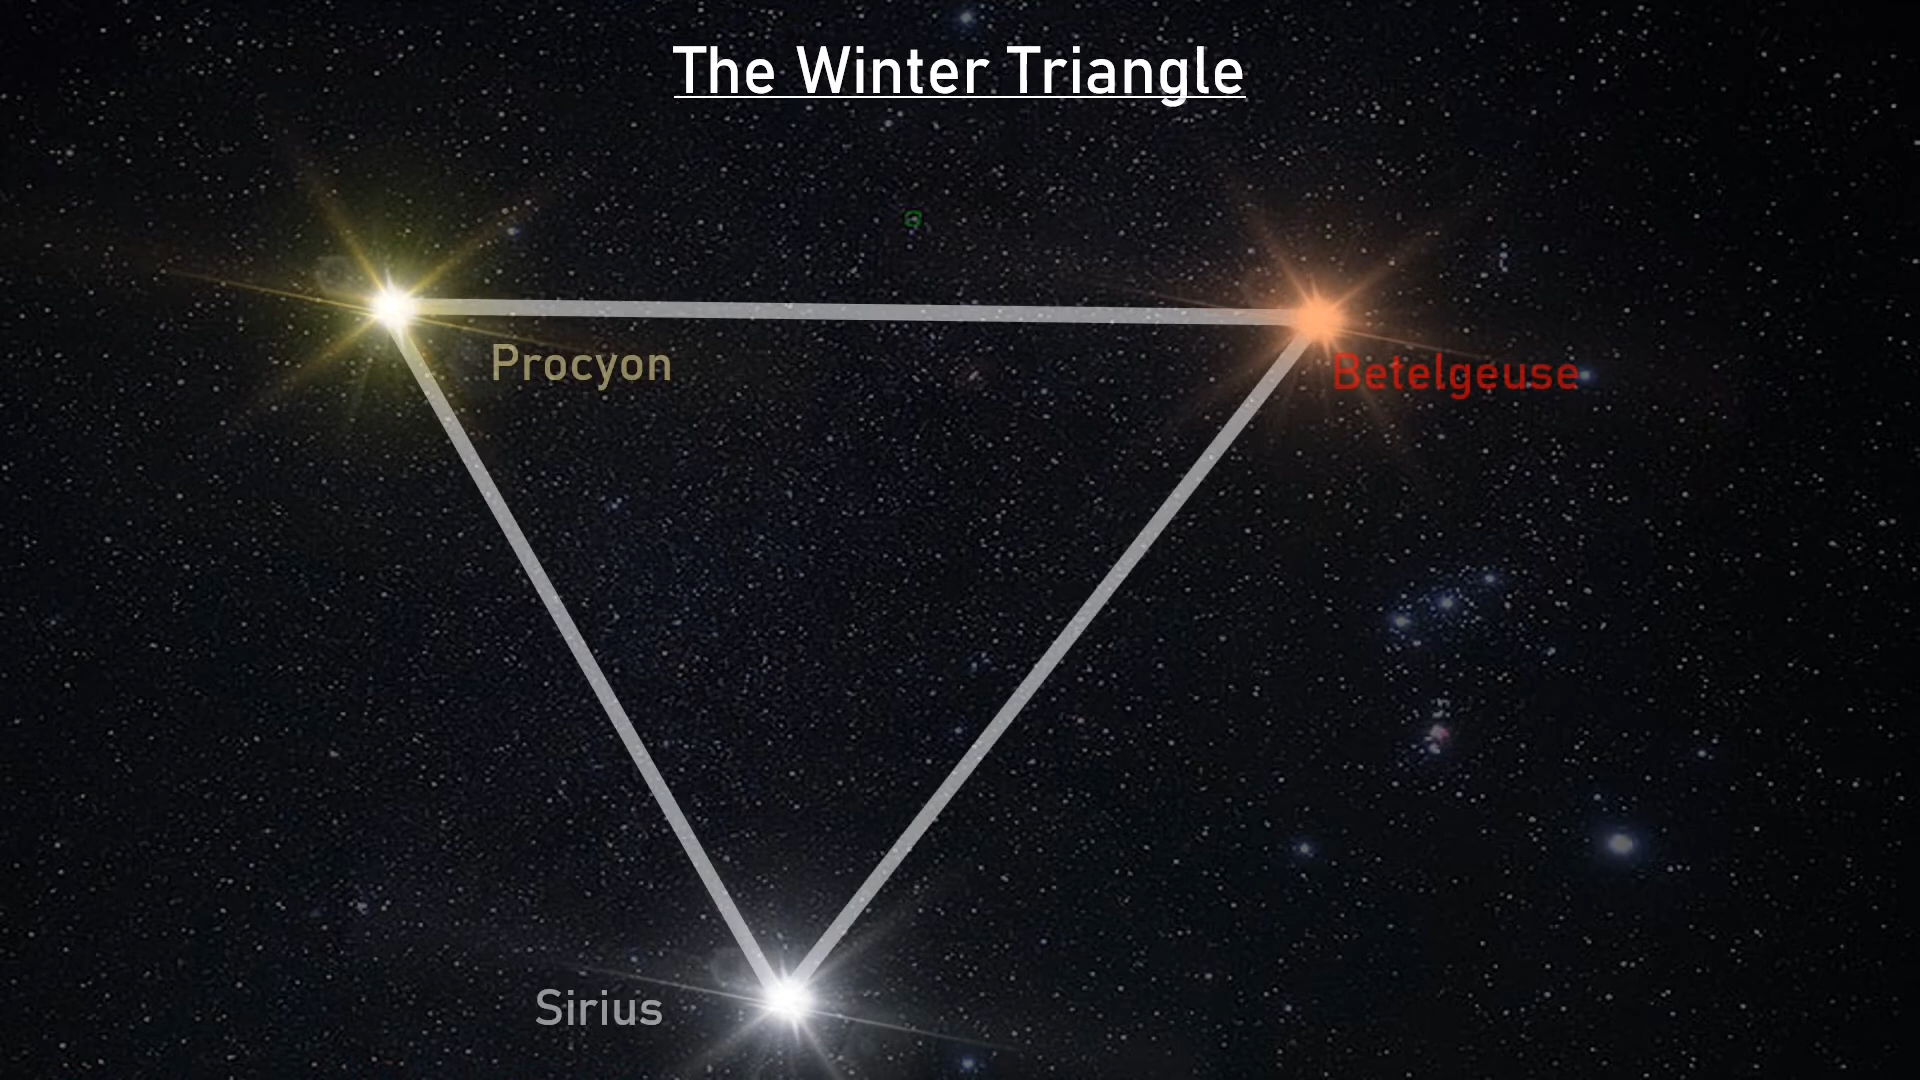 The Winter Triangle
Procyon
Betelgeuse
Sirius